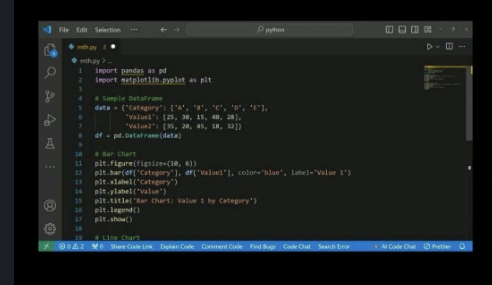 File Edit Selection ... python
mth.py 2
mth.py > ...
1 import pandas as pd
2 import matplotlib.pyplot as plt
3
4 # Sample DataFrame
5 data = {"Category": ['A', 'B', 'C', 'D', 'E'],
6 'Value1': [25, 30, 15, 40, 28],
7 'Value2': [35, 20, 45, 18, 32]}
8 df = pd.DataFrame(data)
9
10 # Bar Chart
11 plt.figure(figsize=(10, 6))
12 plt.bar(df['Category'], df['Value1'], color='blue', label='Value 1')
13 plt.xlabel('Category')
14 plt.ylabel('Value')
15 plt.title('Bar Chart: Value 1 by Category')
16 plt.legend()
17 plt.show()
18
19 # Line Chart
0 2 0 Share Code Link Explain Code Comment Code Find Bugs Code Chat Search Error AI Code Chat Prettier